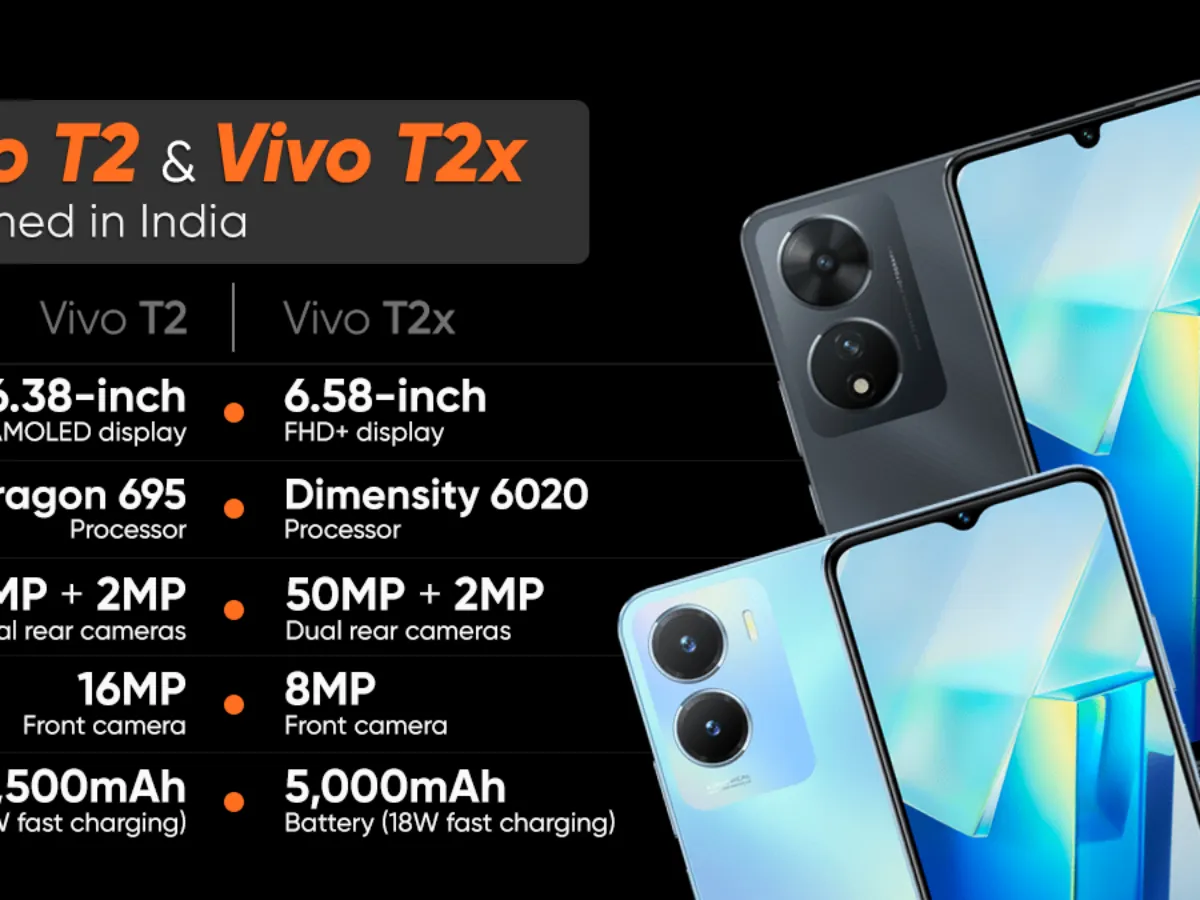 o T2 & Vivo T2x
ned in India
Vivo T2
Vivo T2x
6.38-inch
AMOLED display
6.58-inch
FHD+ display
ragon 695
Processor
Dimensity 6020
Processor
MP + 2MP
al rear cameras
50MP + 2MP
Dual rear cameras
16MP
Front camera
8MP
Front camera
,500mAh
W fast charging)
5,000mAh
Battery (18W fast charging)